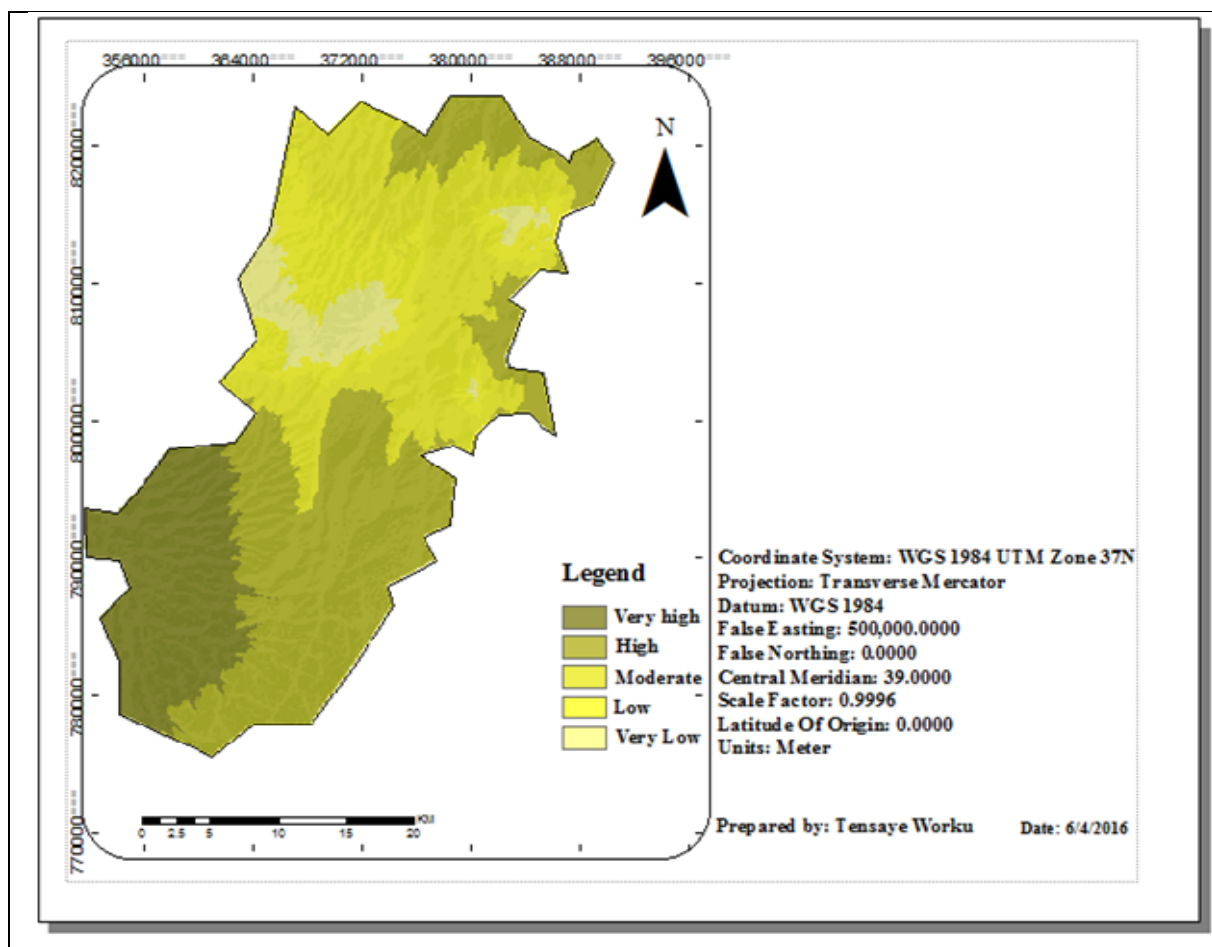 356000 364000 372000 380000 388000 396000
N
820000
810000
800000
790000
780000
770000
Legend
Very high
High
Moderate
Low
Very Low
Coordinate System: WGS 1984 UTM Zone 37N
Projection: Transverse Mercator
Datum: WGS 1984
False Easting: 500,000.0000
False Northing: 0.0000
Central Meridian: 39.0000
Scale Factor: 0.9996
Latitude Of Origin: 0.0000
Units: Meter
KM
0 2.5 5 10 15 20
Prepared by: Tensaye Worku Date: 6/4/2016